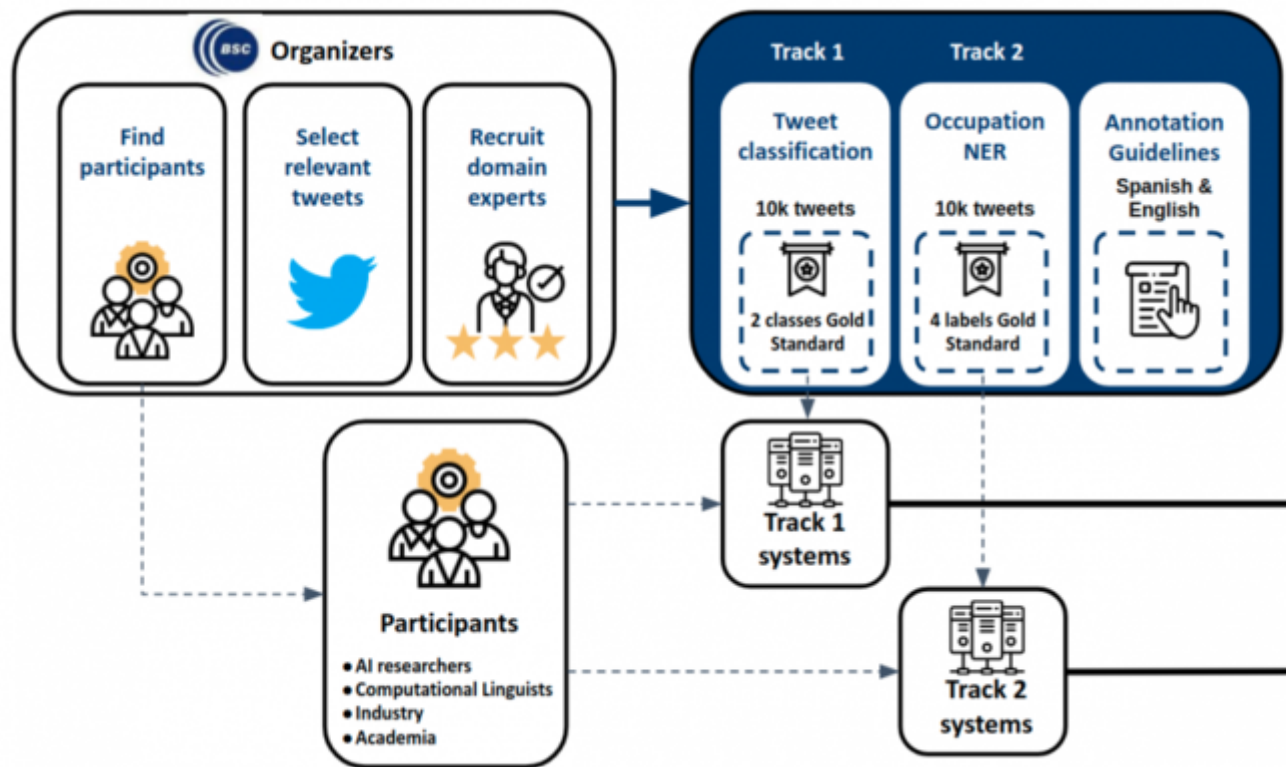 BSC
Organizers
Find
participants
Select
relevant
tweets
Recruit
domain
experts
Track 1
Tweet
classification
10k tweets
2 classes Gold
Standard
Track 2
Occupation
NER
10k tweets
4 labels Gold
Standard
Annotation
Guidelines
Spanish &
English
Participants
● AI researchers
● Computational Linguists
● Industry
● Academia
Track 1
systems
Track 2
systems